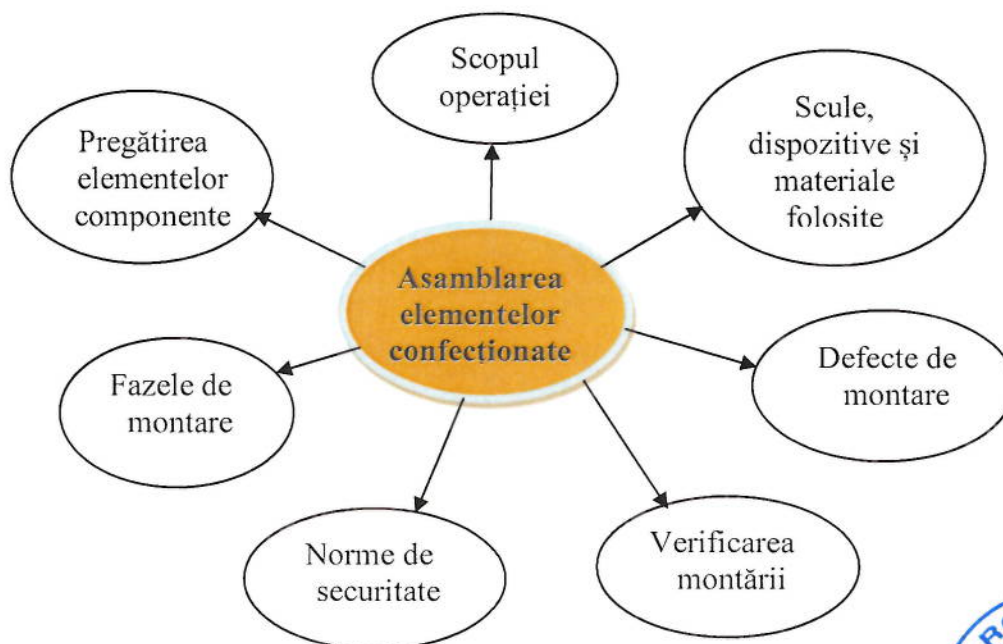 Scopul
operației
Scule,
dispozitive și
materiale
folosite
Pregătirea
elementelor
componente
Asamblarea
elementelor
confecționate
Defecte de
montare
Fazele de
montare
Norme de
securitate
Verificarea
montării